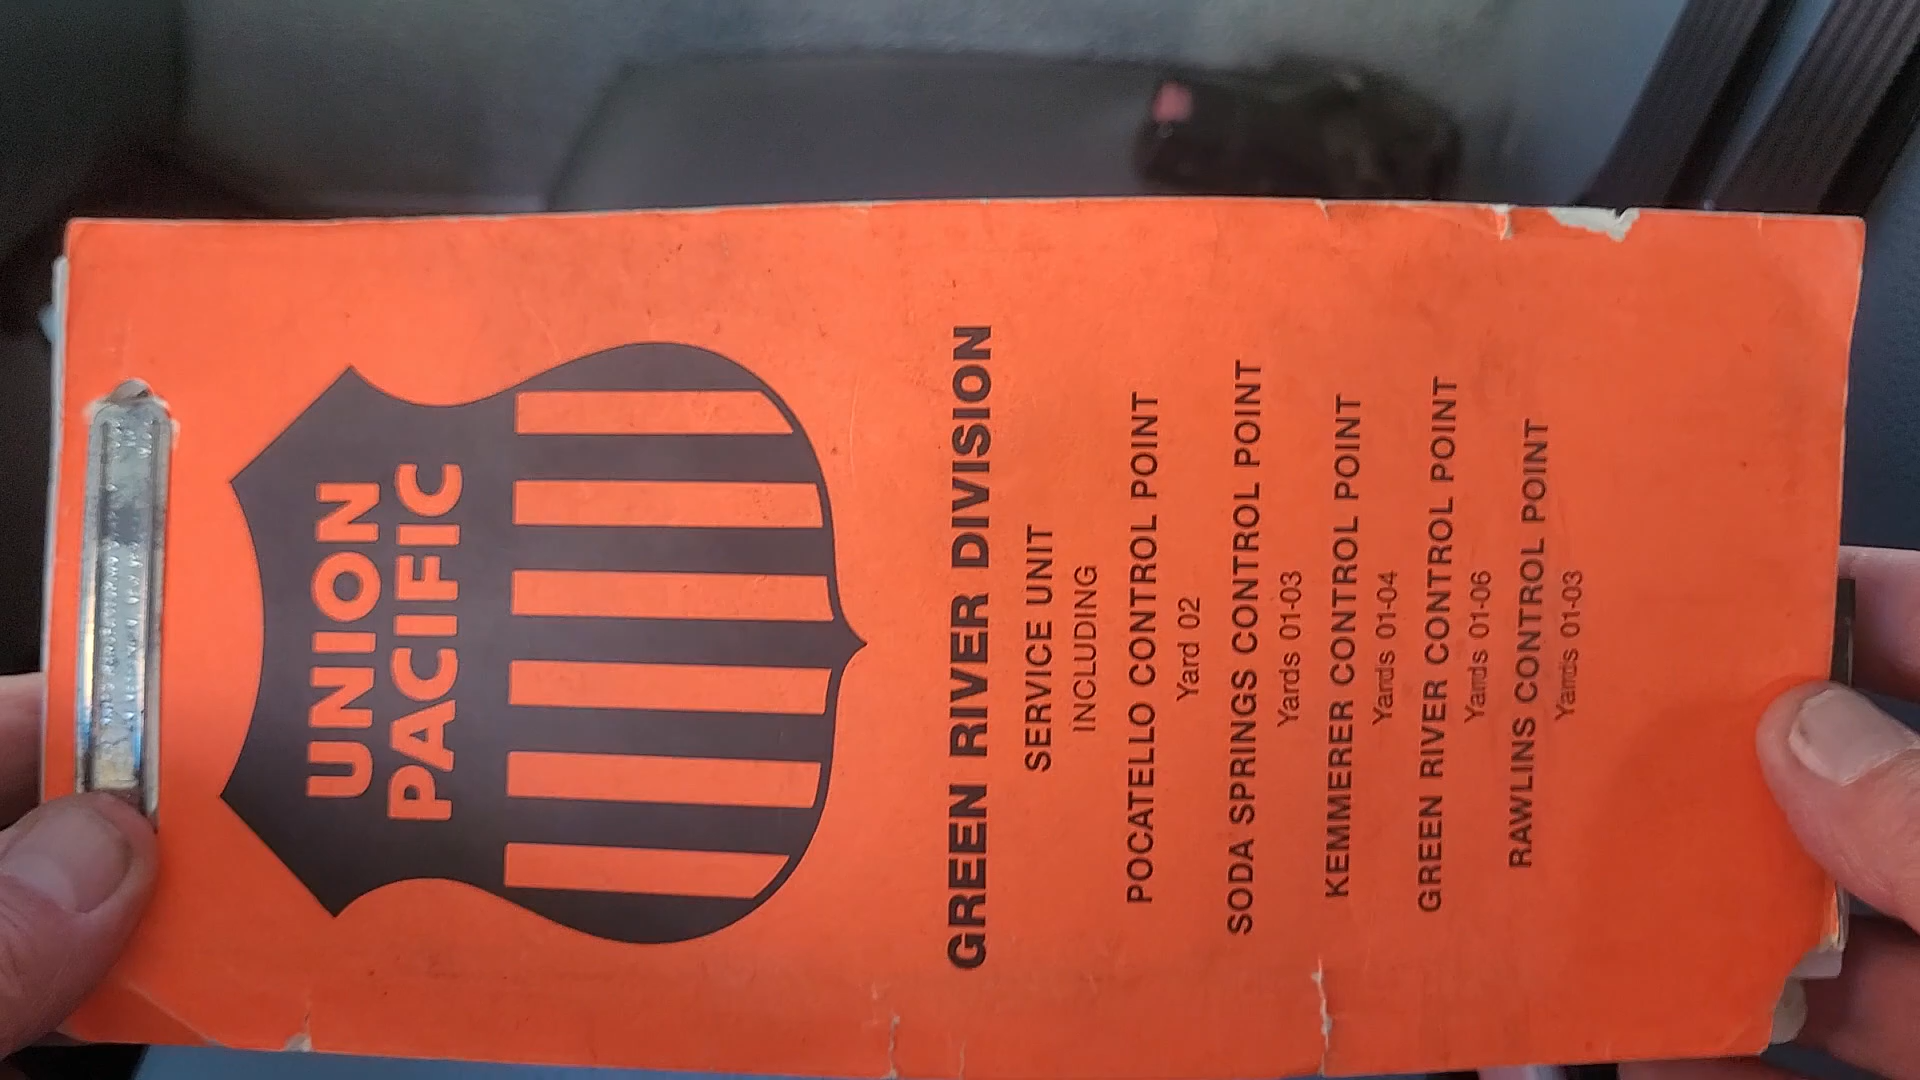 UNION
PACIFIC
GREEN RIVER DIVISION
SERVICE UNIT
INCLUDING
POCATELLO CONTROL POINT
Yard 02
SODA SPRINGS CONTROL POINT
Yards 01-03
KEMMERER CONTROL POINT
Yards 01-04
GREEN RIVER CONTROL POINT
Yards 01-06
RAWLINS CONTROL POINT
Yards 01-03